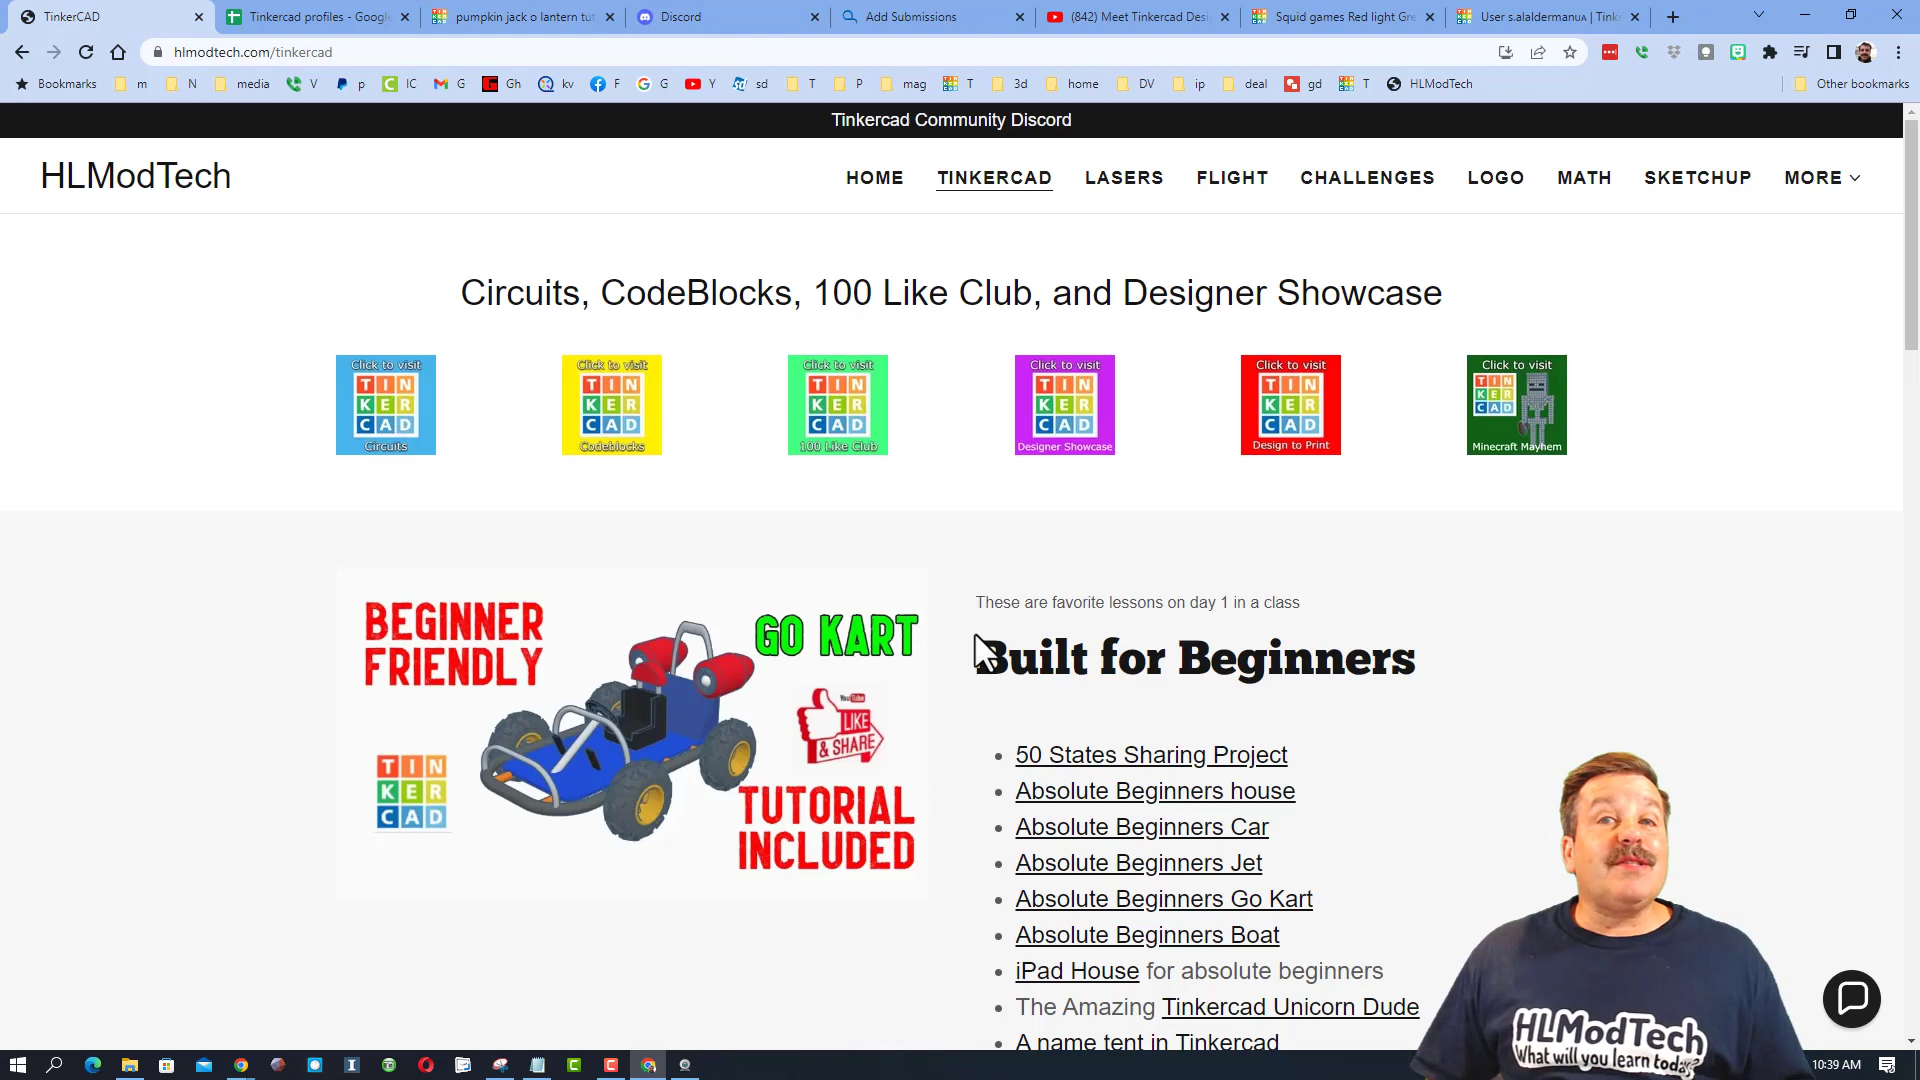 TinkerCAD
Tinkercad profiles - Google
pumpkin jack o lantern tut
Discord
Add Submissions
(842) Meet Tinkercad Desi
Squid games Red light Gre
User s.alaldermanuᴀ | Tink
hlmodtech.com/tinkercad
Bookmarks
m
N
media
V
p
IC
G
Gh
kv
F
G
Y
sd
T
P
mag
T
3d
home
DV
ip
deal
gd
T
HLModTech
Other bookmarks
Tinkercad Community Discord
HLModTech
HOME
TINKERCAD
LASERS
FLIGHT
CHALLENGES
LOGO
MATH
SKETCHUP
MORE
Circuits, CodeBlocks, 100 Like Club, and Designer Showcase
Click to visit
TIN
KER
CAD
Circuits
Click to visit
TIN
KER
CAD
Codeblocks
Click to visit
TIN
KER
CAD
100 Like Club
Click to visit
TIN
KER
CAD
Designer Showcase
Click to visit
TIN
KER
CAD
Design to Print
Click to visit
TIN
KER
CAD
Minecraft Mayhem
BEGINNER
FRIENDLY
GO KART
YouTube
LIKE
& SHARE
TIN
KER
CAD
TUTORIAL
INCLUDED
These are favorite lessons on day 1 in a class
Built for Beginners
50 States Sharing Project
Absolute Beginners house
Absolute Beginners Car
Absolute Beginners Jet
Absolute Beginners Go Kart
Absolute Beginners Boat
iPad House for absolute beginners
The Amazing Tinkercad Unicorn Dude
A name tent in Tinkercad
HLModTech
What will you learn today?
10:39 AM